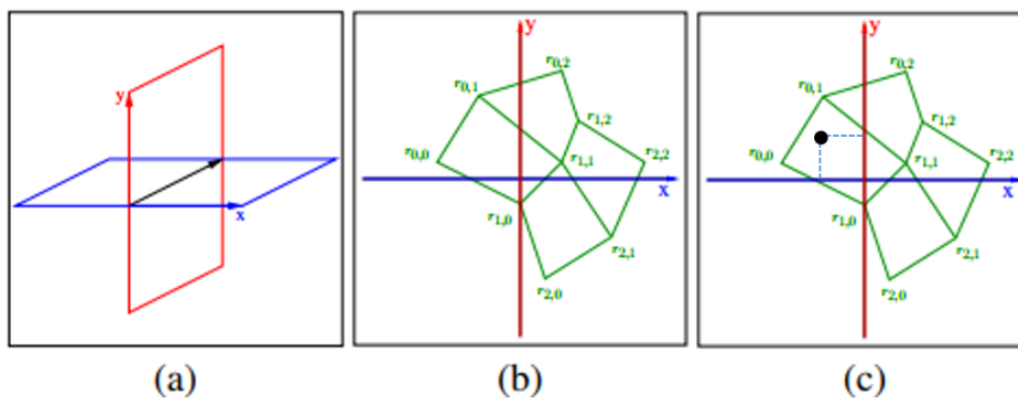 y
x
y
r0,2
r0,1
r1,2
r0,0
r1,1
r2,2
x
r1,0
r2,1
r2,0
y
r0,2
r0,1
r1,2
r0,0
r1,1
r2,2
x
r1,0
r2,1
r2,0
(a) (b) (c)